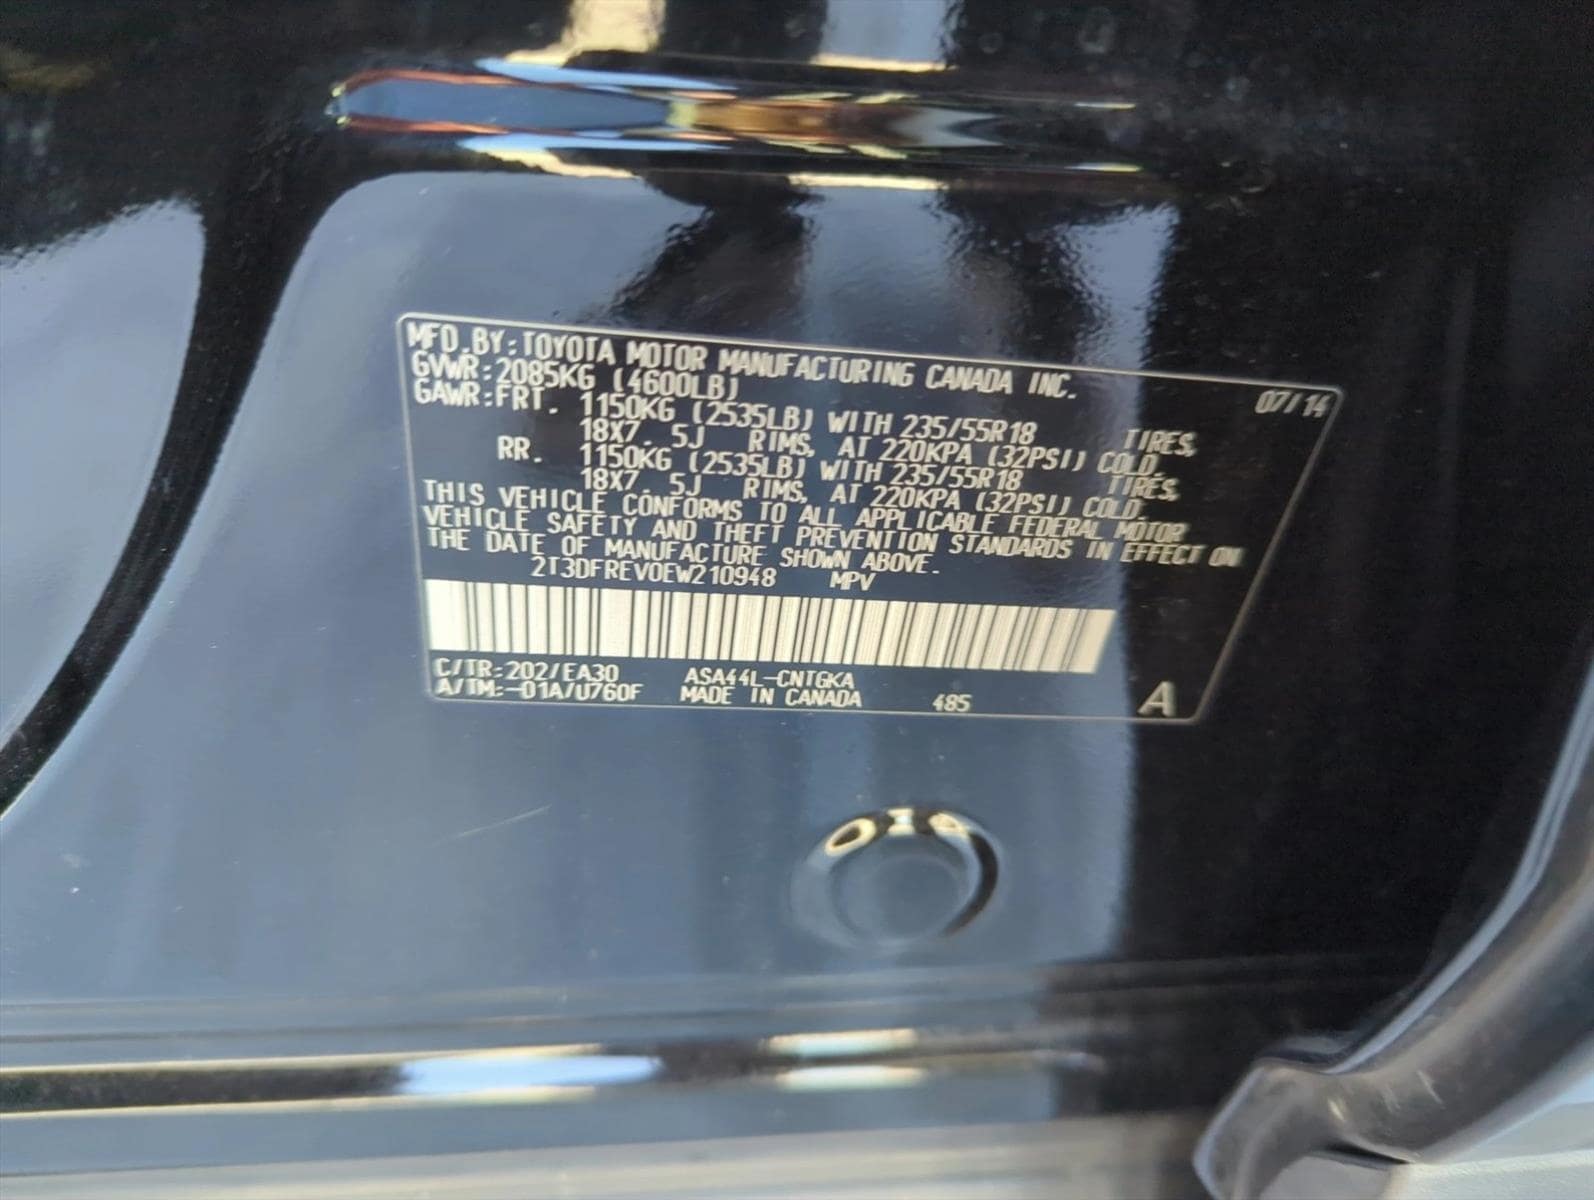 MFD. BY: TOYOTA MOTOR MANUFACTURING CANADA INC. 07/14
GVWR: 2085KG (4600LB)
GAWR: FRT. 1150KG (2535LB) WITH 235/55R18 TIRES,
18X7. 5J RIMS, AT 220KPA (32PSI) COLD.
RR. 1150KG (2535LB) WITH 235/55R18 TIRES,
18X7. 5J RIMS, AT 220KPA (32PSI) COLD.
THIS VEHICLE CONFORMS TO ALL APPLICABLE FEDERAL MOTOR
VEHICLE SAFETY AND THEFT PREVENTION STANDARDS IN EFFECT ON
THE DATE OF MANUFACTURE SHOWN ABOVE.
2T3DFREV0EW210948 MPV
C/TR: 202/EA30 ASA44L-CNTGKA
A/TM: -01A/U760F MADE IN CANADA 485 A